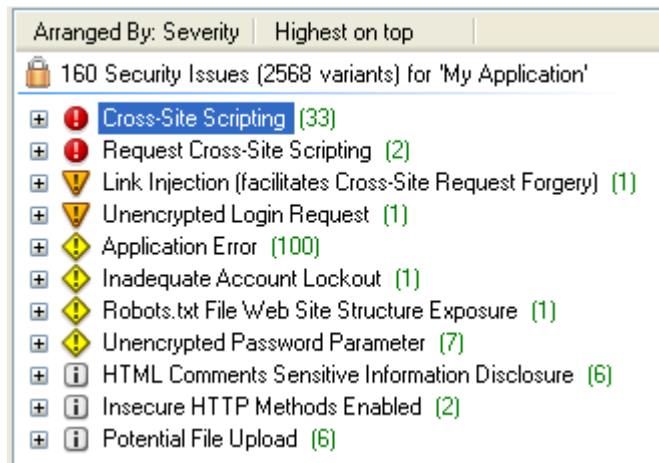 Arranged By: Severity Highest on top
160 Security Issues (2568 variants) for 'My Application'
Cross-Site Scripting (33)
Request Cross-Site Scripting (2)
Link Injection (facilitates Cross-Site Request Forgery) (1)
Unencrypted Login Request (1)
Application Error (100)
Inadequate Account Lockout (1)
Robots.txt File Web Site Structure Exposure (1)
Unencrypted Password Parameter (7)
HTML Comments Sensitive Information Disclosure (6)
Insecure HTTP Methods Enabled (2)
Potential File Upload (6)